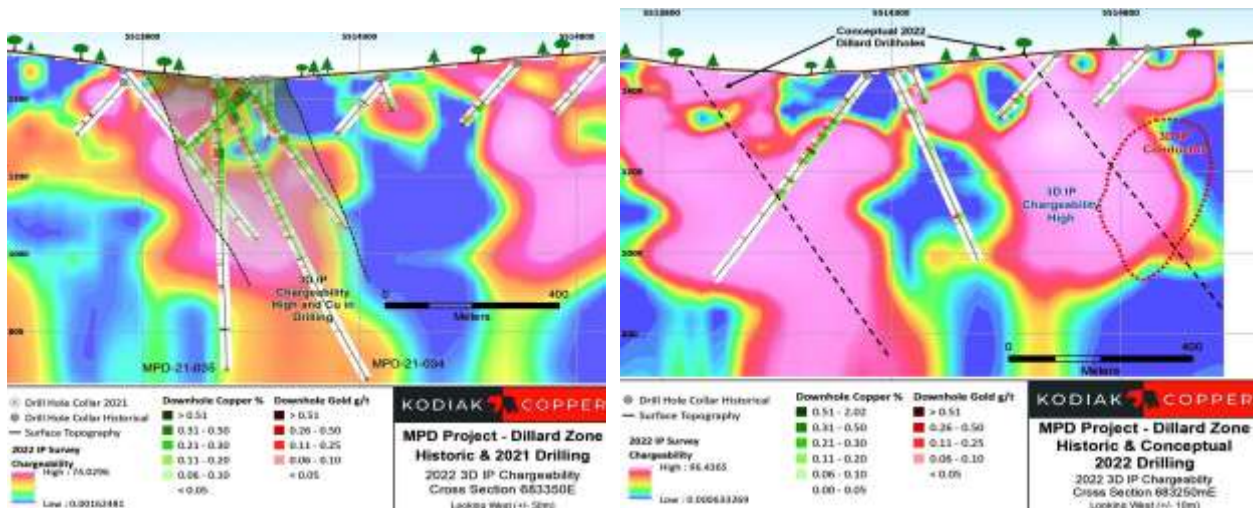 5514000
400
Meters
3D IP
Chargeability
High and Cu in
Drilling
MPD-21-035
MPD-21-034
Drill Hole Collar 2021
Drill Hole Collar Historical
Surface Topography
2022 IP Survey
Chargeability
Downhole Copper %
> 0.51
0.31 - 0.50
0.21 - 0.30
0.11 - 0.20
0.06 - 0.10
< 0.05
Downhole Gold g/t
> 0.51
0.26 - 0.50
0.11 - 0.25
0.06 - 0.10
< 0.05
KODIAK COPPER
MPD Project - Dillard Zone
Historic & 2021 Drilling
2022 3D IP Chargeability
Cross Section 683350E
Looking West (+/- 50m)
Conceptual 2022
Dillard Drillholes
3D IP
Conductor
3D IP
Chargeability
High
0
400
Meters
Drill Hole Collar Historical
Surface Topography
2022 IP Survey
Chargeability
Downhole Copper %
0.51 - 2.02
0.31 - 0.50
0.21 - 0.30
0.11 - 0.20
0.06 - 0.10
0.00 - 0.05
Downhole Gold g/t
> 0.51
0.26 - 0.50
0.11 - 0.25
0.06 - 0.10
< 0.05
KODIAK COPPER
MPD Project - Dillard Zone
Historic & Conceptual
2022 Drilling
2022 3D IP Chargeability
Cross Section 683250mE
Looking West (+/- 10m)